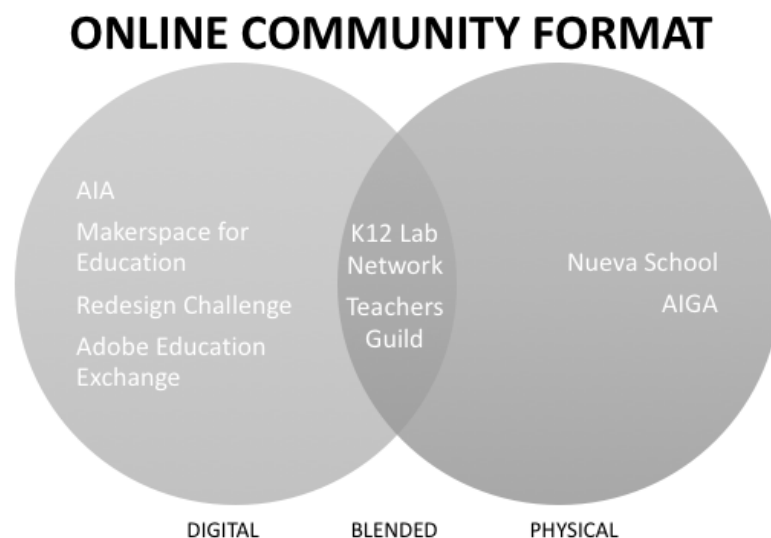 ONLINE COMMUNITY FORMAT
AIA
Makerspace for
Education
Redesign Challenge
Adobe Education
Exchange
K12 Lab
Network
Teachers
Guild
Nueva School
AIGA
DIGITAL
BLENDED
PHYSICAL